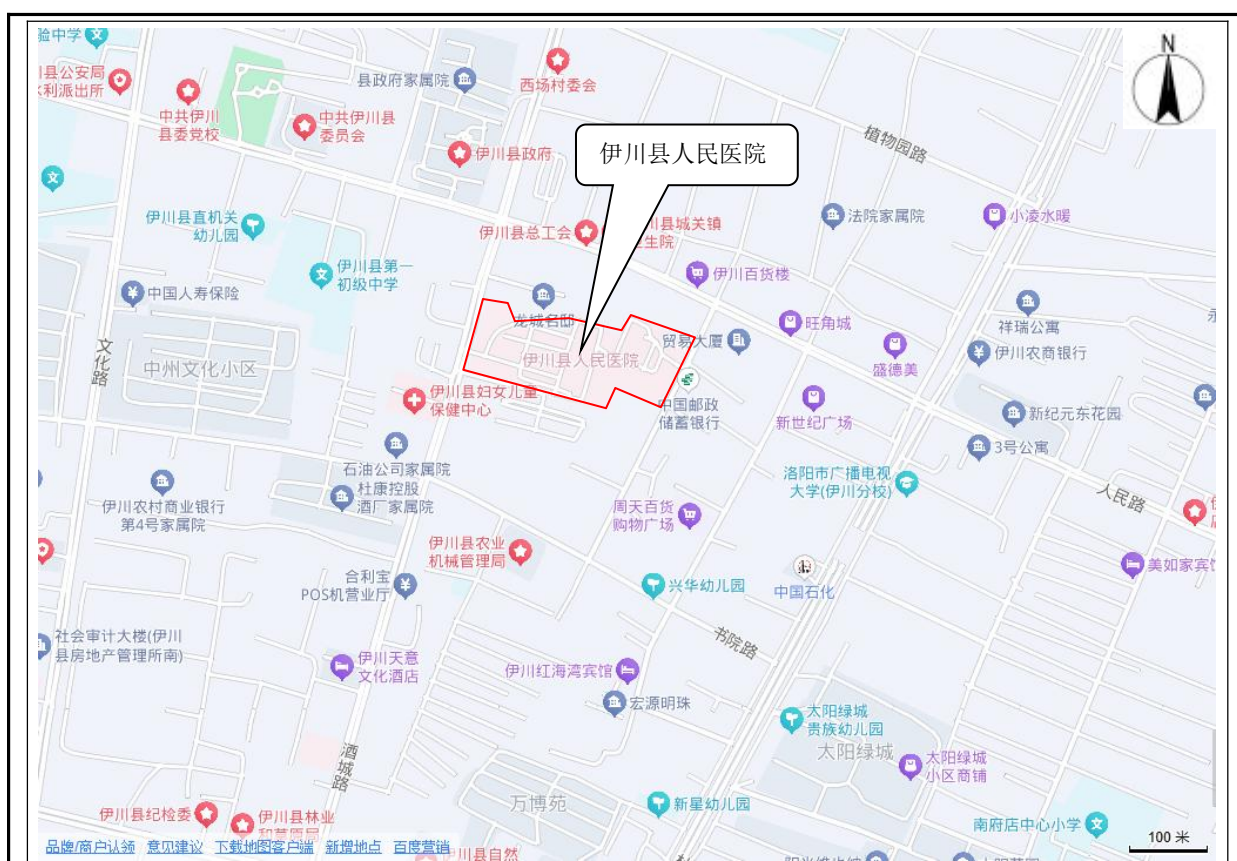 验中学
N
县公安局
水利派出所
县政府家属院
西场村委会
中共伊川
县委党校
中共伊川县
委员会
植物园路
伊川县政府
伊川县人民医院
伊川县直机关
幼儿园
法院家属院
小凌水暖
伊川县总工会
川县城关镇
卫生院
伊川县第一
初级中学
伊川百货楼
中国人寿保险
龙城名邸
旺角城
祥瑞公寓
贸易大厦
文化路
中州文化小区
伊川县人民医院
盛德美
伊川农商银行
伊川县妇女儿童
保健中心
中国邮政
储蓄银行
新世纪广场
新纪元东花园
3号公寓
石油公司家属院
杜康控股
酒厂家属院
洛阳市广播电视
大学(伊川分校)
人民路
伊川农村商业银行
第4号家属院
周天百货
购物广场
伊川县农业
机械管理局
美如家宾馆
合利宝
POS机营业厅
兴华幼儿园
中国石化
社会审计大楼(伊川
县房地产管理所南)
书院路
伊川天意
文化酒店
伊川红海湾宾馆
宏源明珠
太阳绿城
贵族幼儿园
太阳绿城
酒城路
太阳绿城
小区商铺
万博苑
新星幼儿园
伊川县纪检委
伊川县林业
南府店中心小学
100 米
品牌/商户认领 意见建议 下载地图客户端 新增地点 百度营销
川县自然